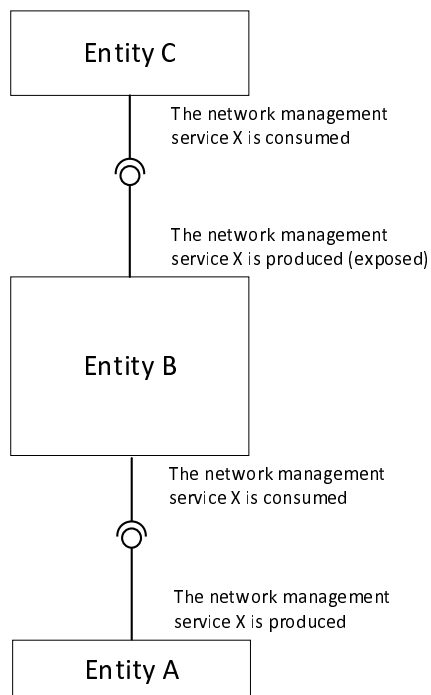 Entity C
The network management
service X is consumed
The network management
service X is produced (exposed)
Entity B
The network management
service X is consumed
The network management
service X is produced
Entity A